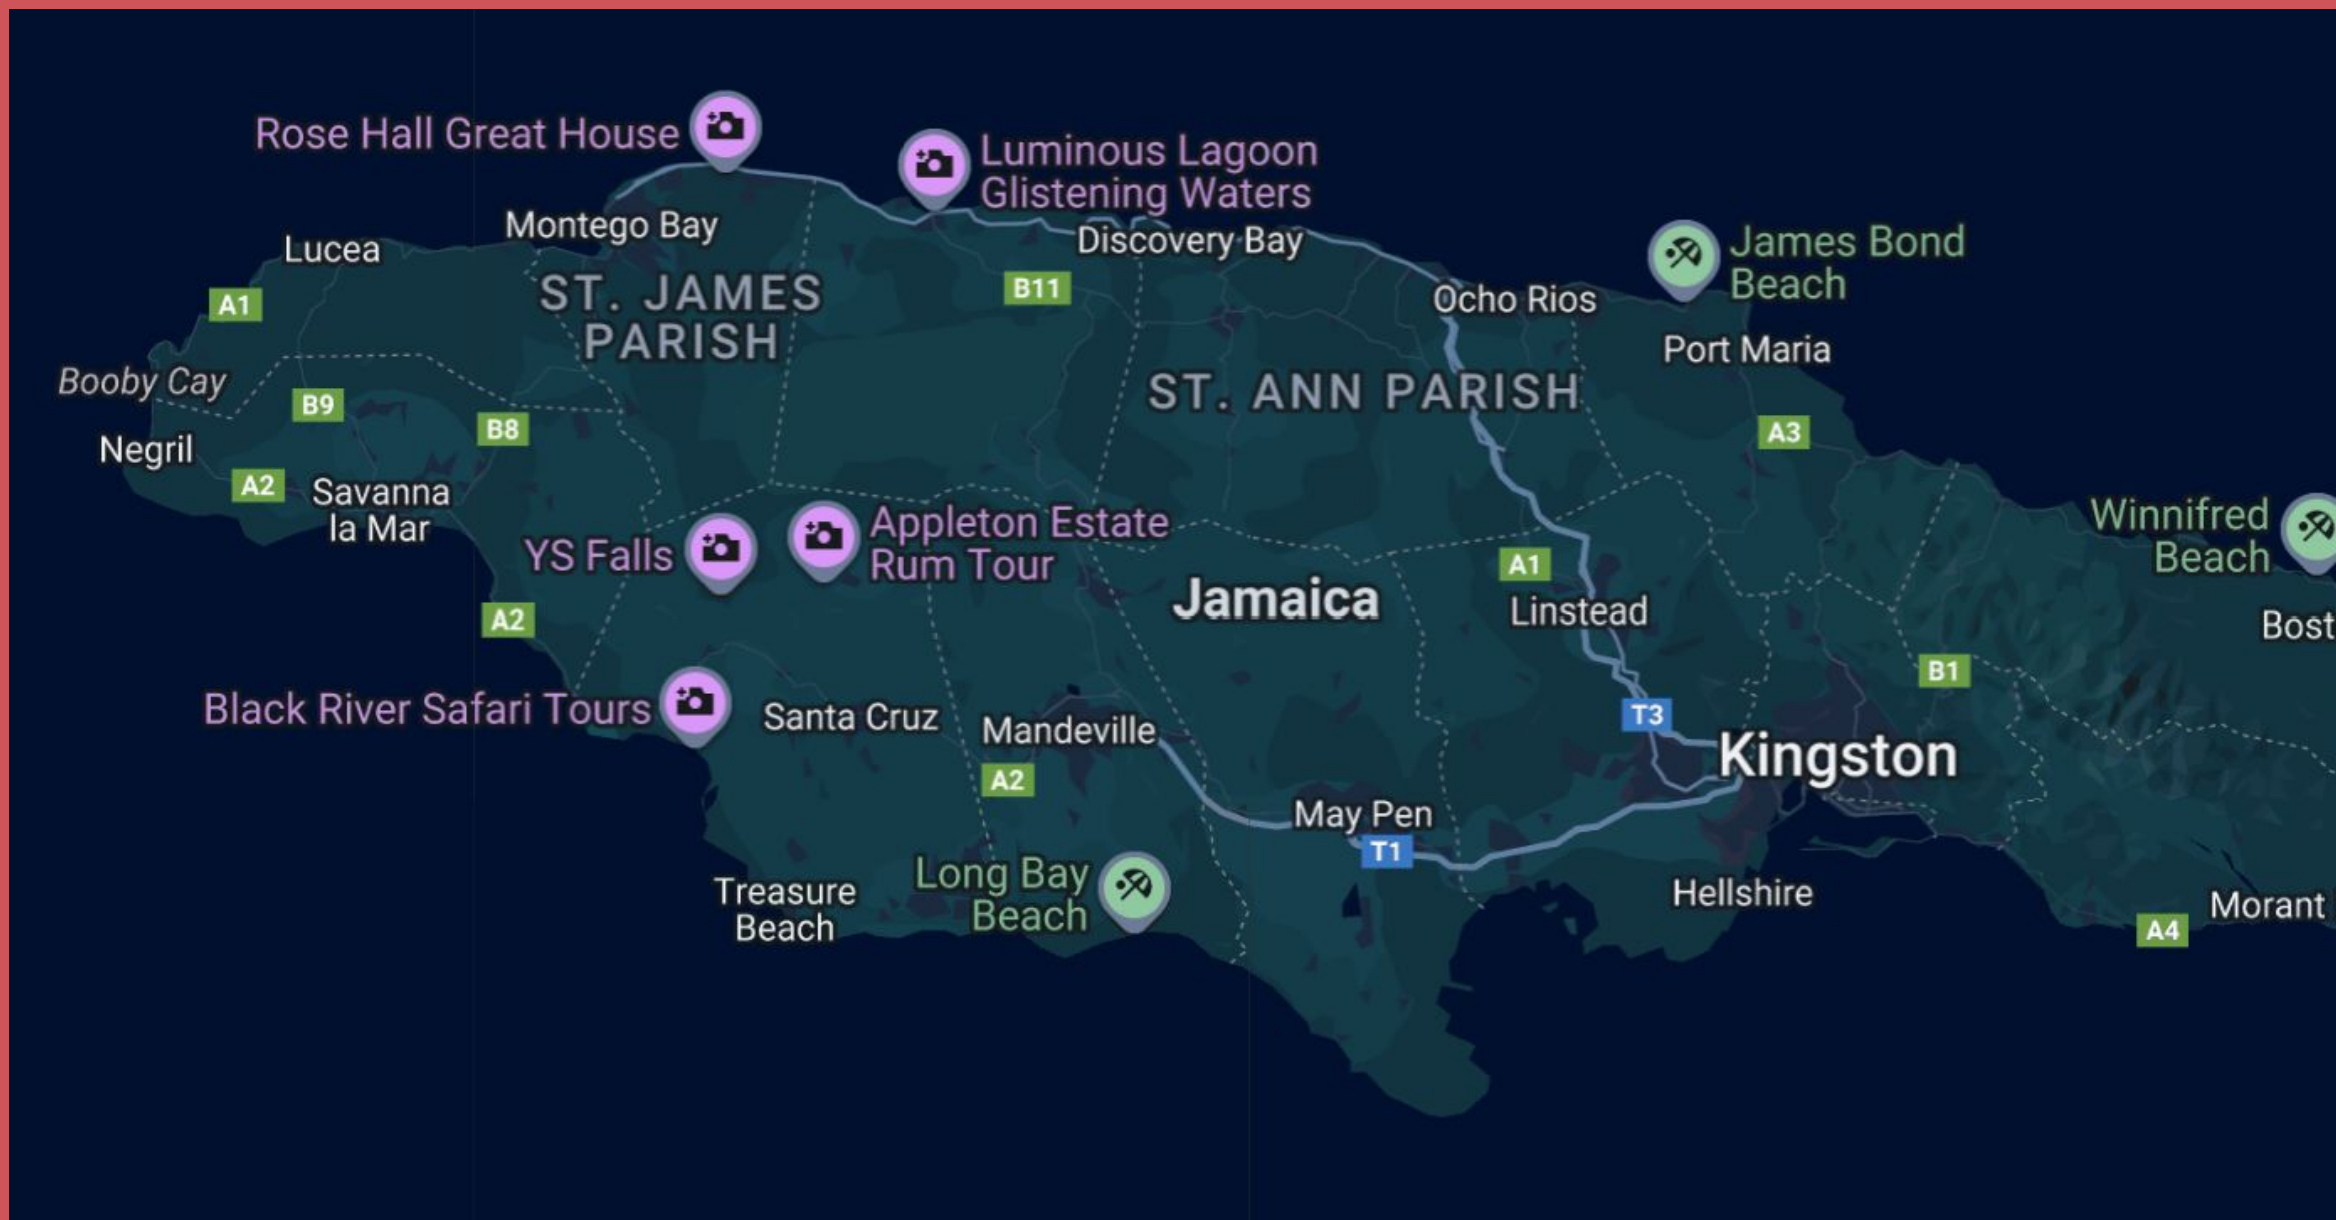 Rose Hall Great House
Luminous Lagoon
Glistening Waters
Montego Bay
Discovery Bay
James Bond
Beach
Lucea
ST. JAMES
PARISH
B11
Ocho Rios
A1
Port Maria
Booby Cay
B9
B8
ST. ANN PARISH
A3
Negril
A2
Savanna
la Mar
YS Falls
Appleton Estate
Rum Tour
Winnifred
Beach
A1
Jamaica
Linstead
A2
Bost
B1
Black River Safari Tours
Santa Cruz
Mandeville
T3
Kingston
A2
May Pen
T1
Treasure
Beach
Long Bay
Beach
Hellshire
Morant
A4